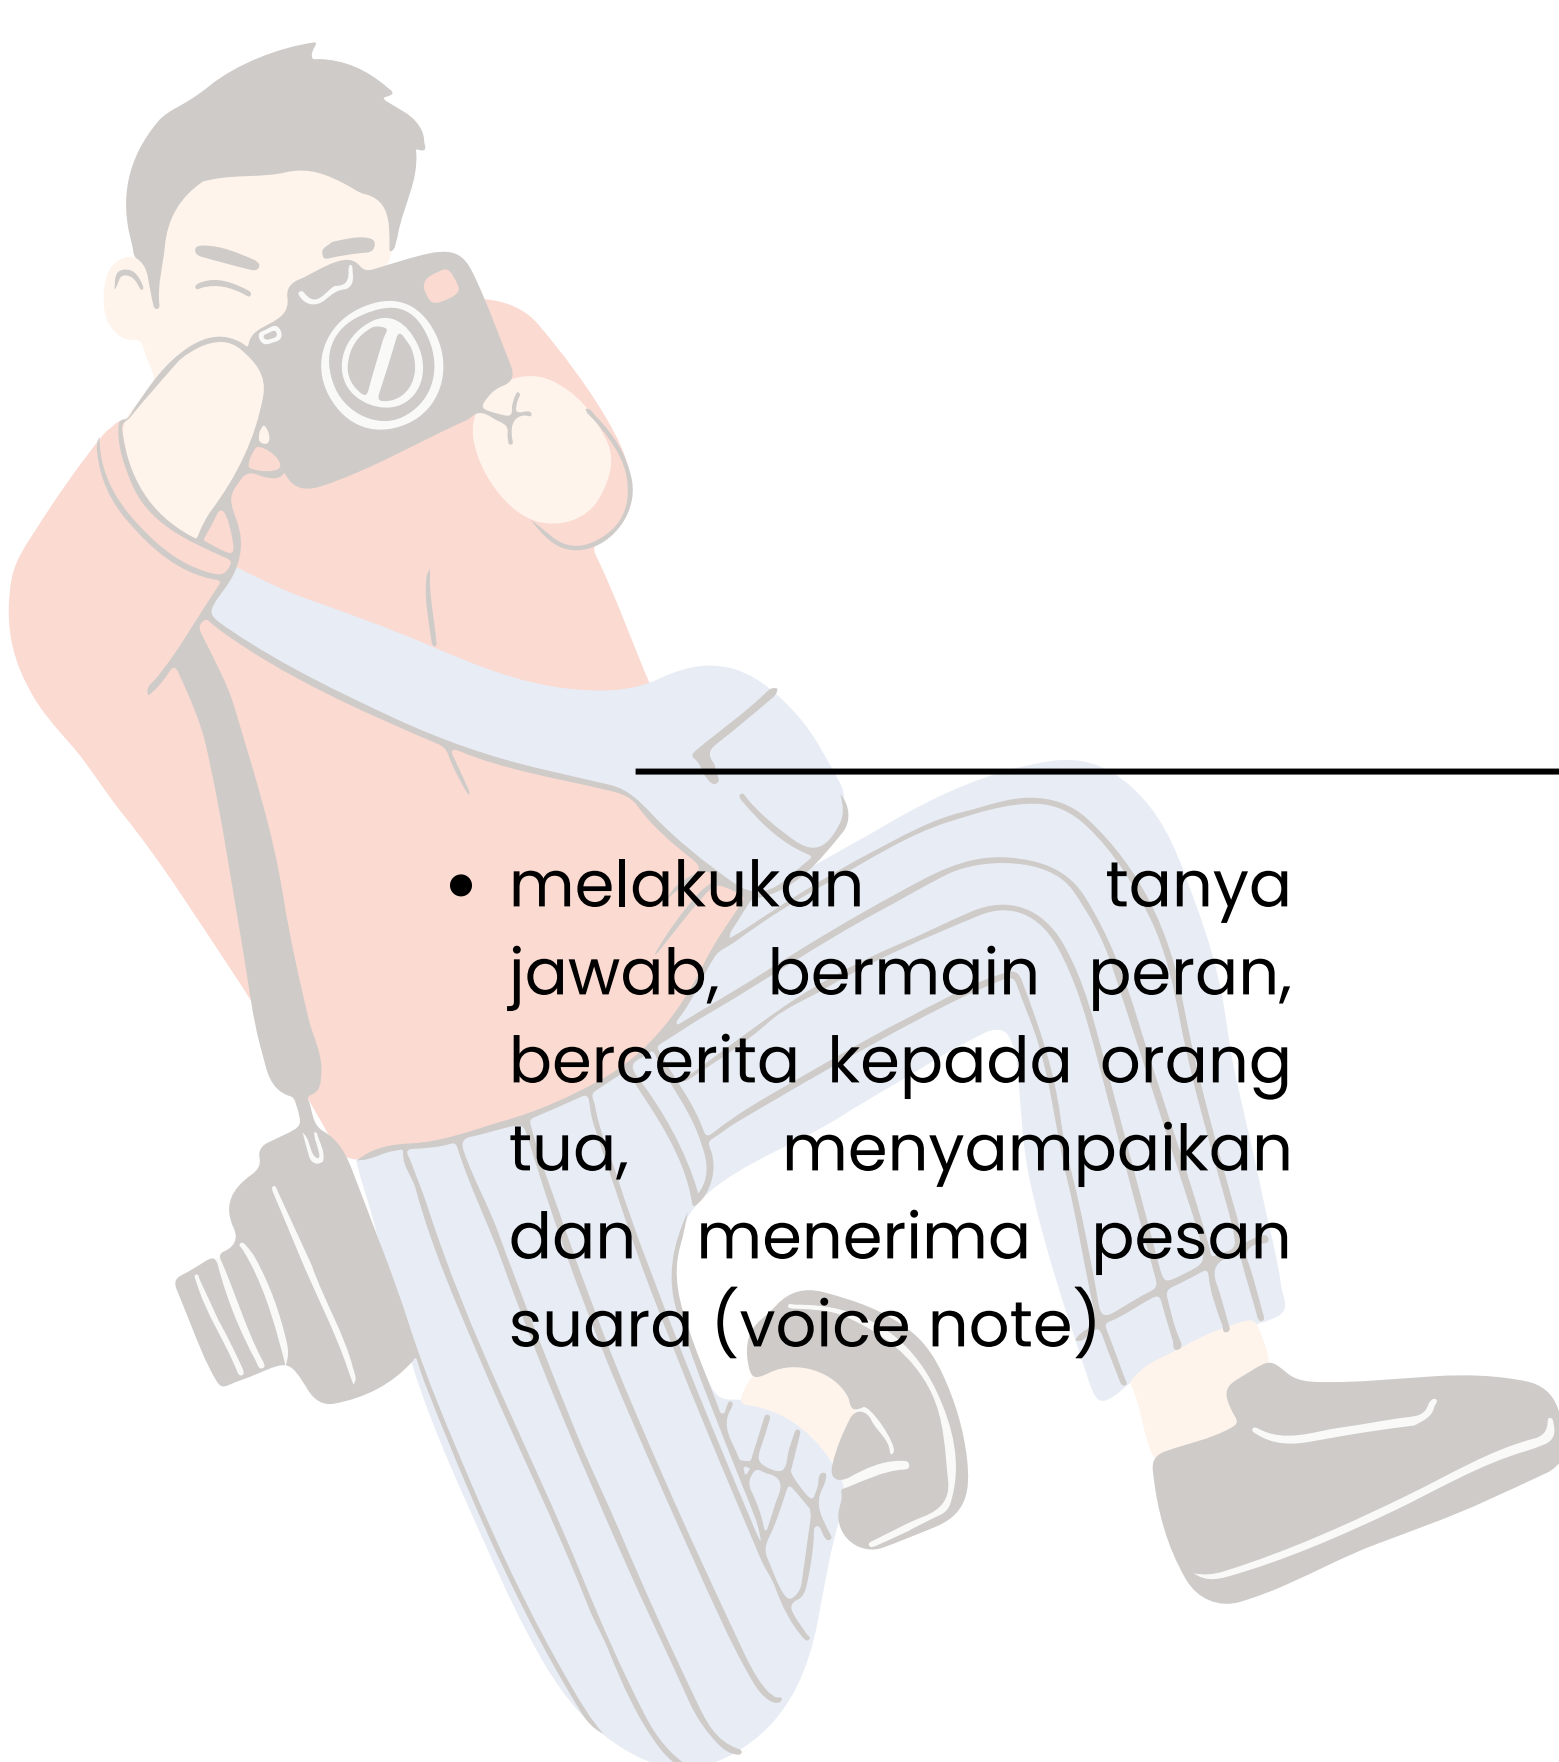 • melakukan tanya
jawab, bermain peran,
bercerita kepada orang
tua, menyampaikan
dan menerima pesan
suara (voice note)